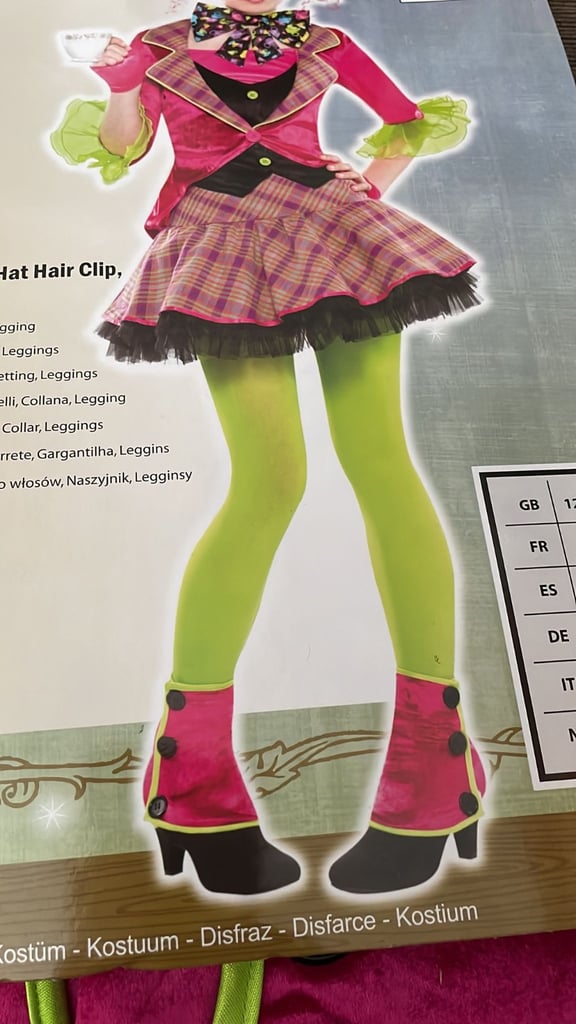 Hat Hair Clip,
Leggings
etting, Leggings
elli, Collana, Legging
Collar, Leggings
rrete, Gargantilha, Leggins
o włosów, Naszyjnik, Legginsy
GB
FR
ES
DE
IT
Kostüm - Kostuum - Disfraz - Disfarce - Kostium